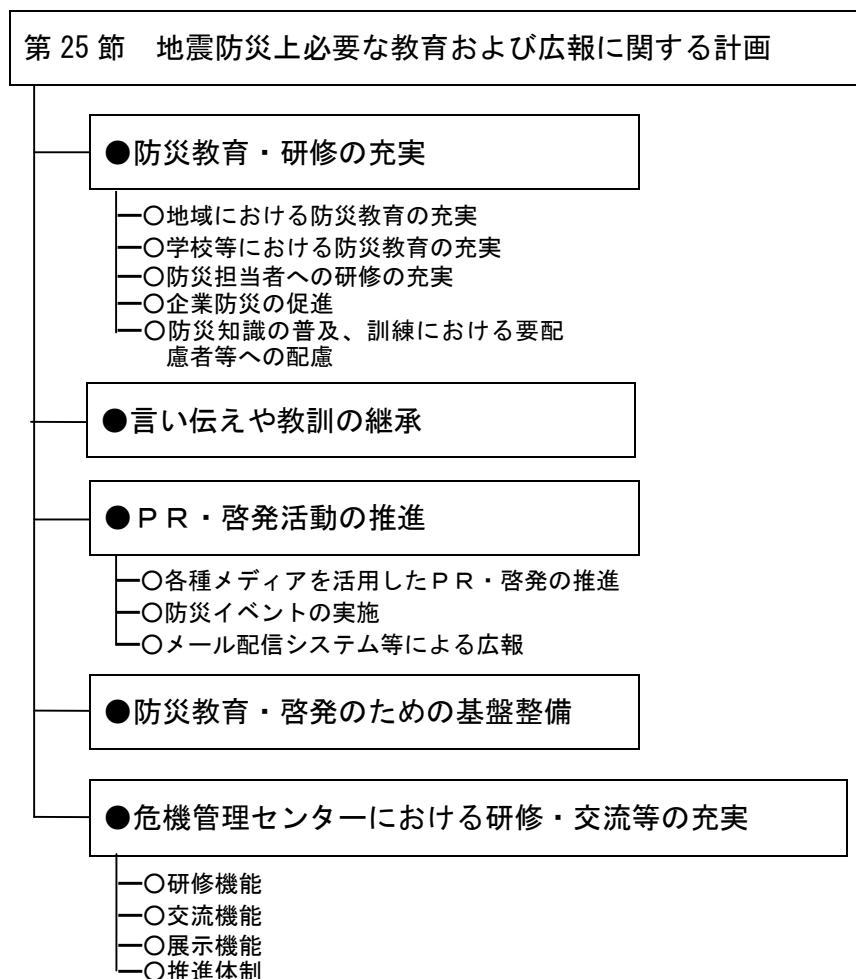 第25節　地震防災上必要な教育および広報に関する計画
●防災教育・研修の充実
○地域における防災教育の充実
○学校等における防災教育の充実
○防災担当者への研修の充実
○企業防災の促進
○防災知識の普及、訓練における要配
慮者等への配慮
●言い伝えや教訓の継承
●ＰＲ・啓発活動の推進
○各種メディアを活用したＰＲ・啓発の推進
○防災イベントの実施
○メール配信システム等による広報
●防災教育・啓発のための基盤整備
●危機管理センターにおける研修・交流等の充実
○研修機能
○交流機能
○展示機能
○推進体制